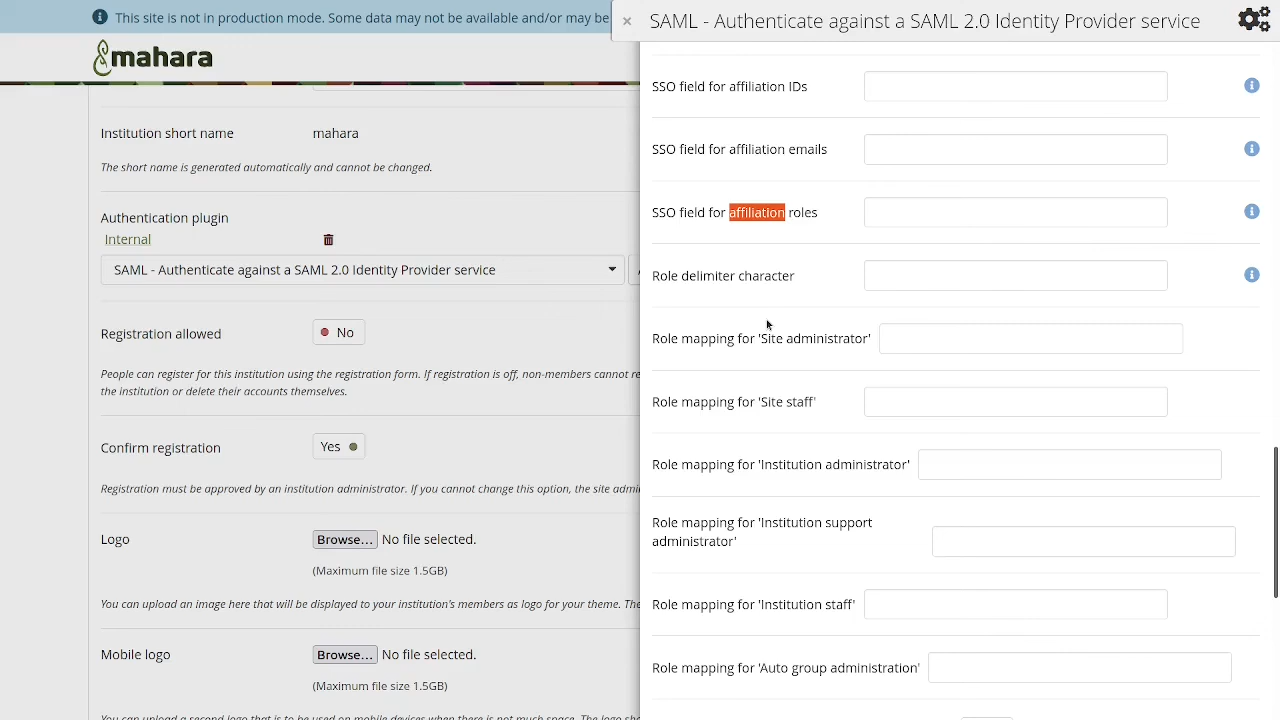 This site is not in production mode. Some data may not be available and/or may be
mahara
Institution short name
mahara
The short name is generated automatically and cannot be changed.
Authentication plugin
Internal
SAML - Authenticate against a SAML 2.0 Identity Provider service
Registration allowed
No
People can register for this institution using the registration form. If registration is off, non-members cannot
the institution or delete their accounts themselves.
Confirm registration
Yes
Registration must be approved by an institution administrator. If you cannot change this option, the site
Logo
Browse... No file selected.
(Maximum file size 1.5GB)
You can upload an image here that will be displayed to your institution's members as logo for your theme.
Mobile logo
Browse... No file selected.
(Maximum file size 1.5GB)
× SAML - Authenticate against a SAML 2.0 Identity Provider service
SSO field for affiliation IDs
SSO field for affiliation emails
SSO field for affiliation roles
Role delimiter character
Role mapping for 'Site administrator'
Role mapping for 'Site staff'
Role mapping for 'Institution administrator'
Role mapping for 'Institution support
administrator'
Role mapping for 'Institution staff'
Role mapping for 'Auto group administration'